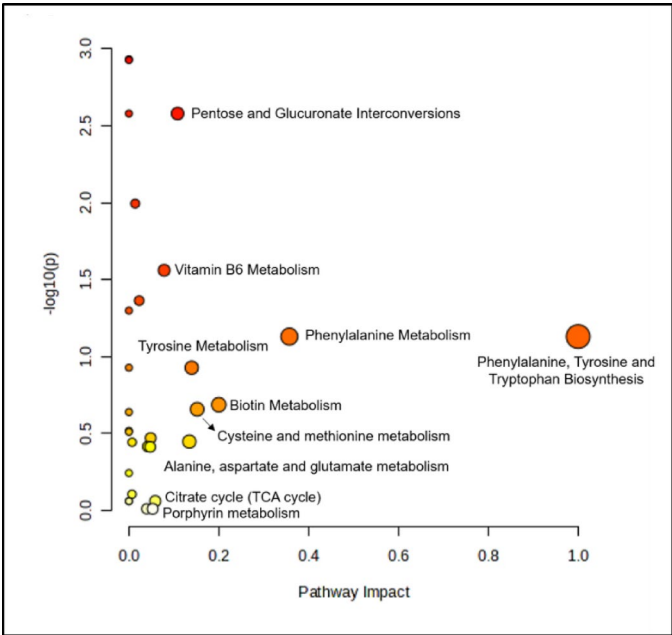 3.0
2.5
2.0
1.5
1.0
0.5
0.0
-log10(p)
Pentose and Glucuronate Interconversions
Vitamin B6 Metabolism
Phenylalanine Metabolism
Tyrosine Metabolism
Phenylalanine, Tyrosine and
Tryptophan Biosynthesis
Biotin Metabolism
Cysteine and methionine metabolism
Alanine, aspartate and glutamate metabolism
Citrate cycle (TCA cycle)
Porphyrin metabolism
0.0 0.2 0.4 0.6 0.8 1.0
Pathway Impact